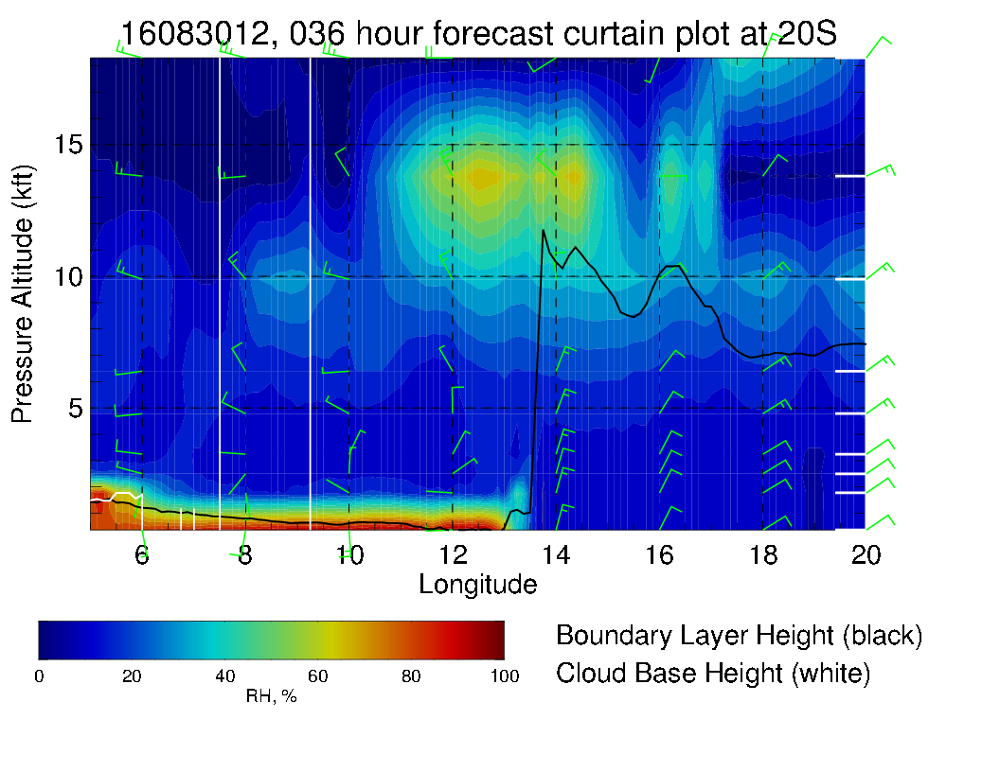 16083012, 036 hour forecast curtain plot at 20S
Pressure Altitude (kft)
15
10
5
6 8 10 12 14 16 18 20
Longitude
0 20 40 60 80 100
RH, %
Boundary Layer Height (black)
Cloud Base Height (white)